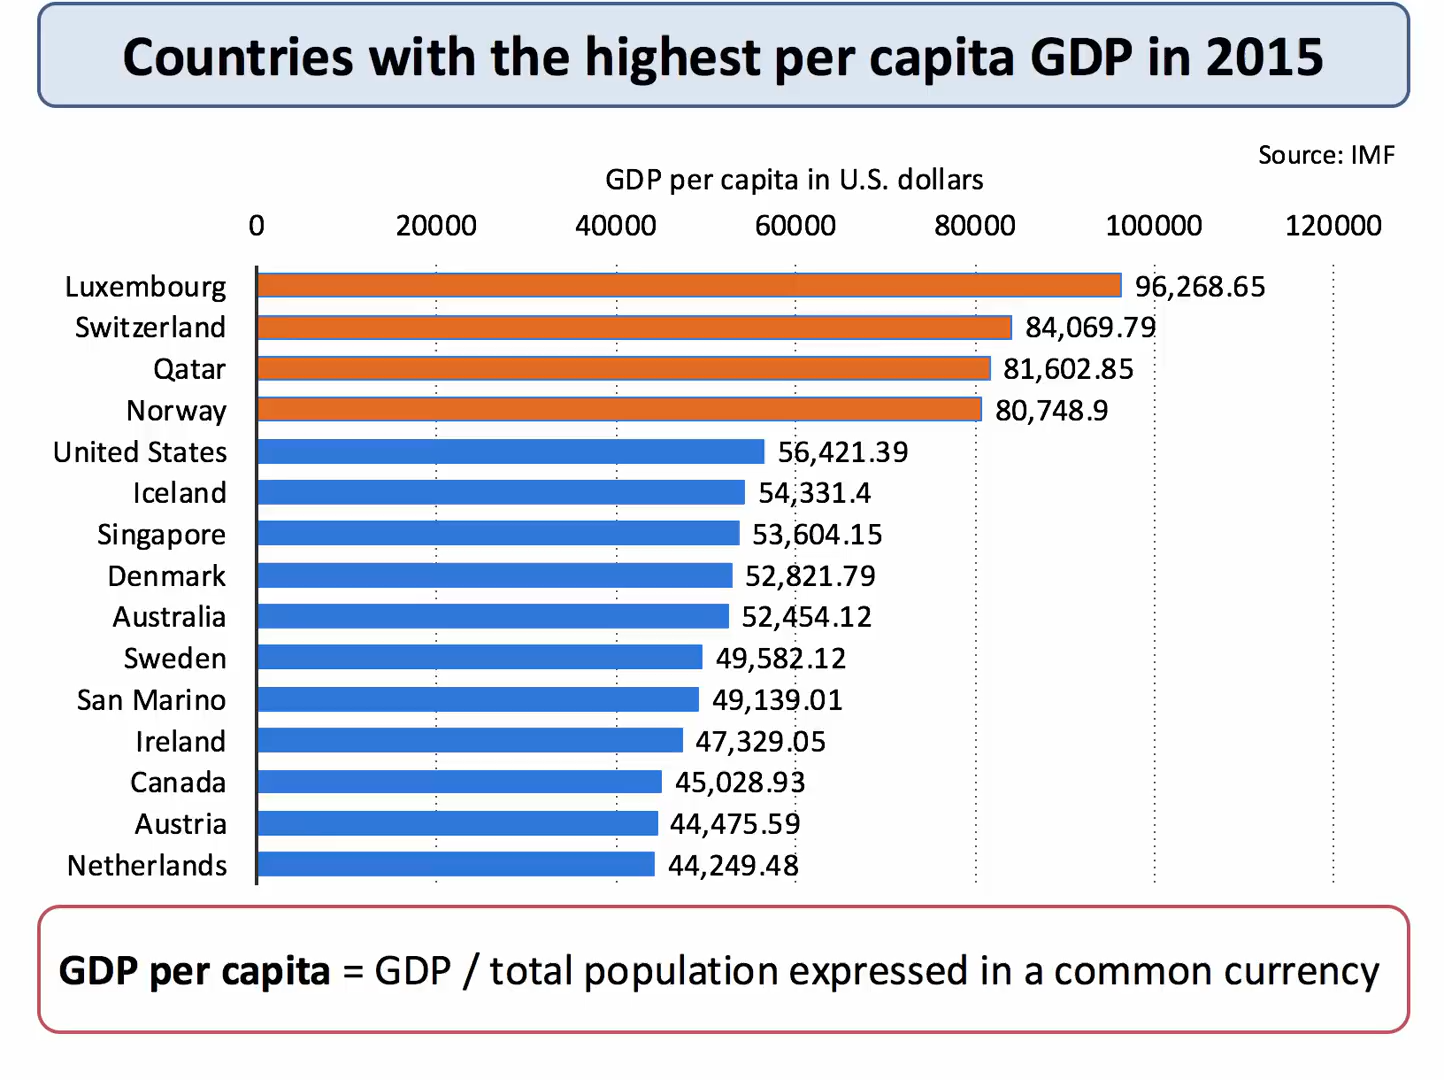 Countries with the highest per capita GDP in 2015
Source: IMF
GDP per capita in U.S. dollars
0 20000 40000 60000 80000 100000 120000
Luxembourg 96,268.65
Switzerland 84,069.79
Qatar 81,602.85
Norway 80,748.9
United States 56,421.39
Iceland 54,331.4
Singapore 53,604.15
Denmark 52,821.79
Australia 52,454.12
Sweden 49,582.12
San Marino 49,139.01
Ireland 47,329.05
Canada 45,028.93
Austria 44,475.59
Netherlands 44,249.48
GDP per capita = GDP / total population expressed in a common currency